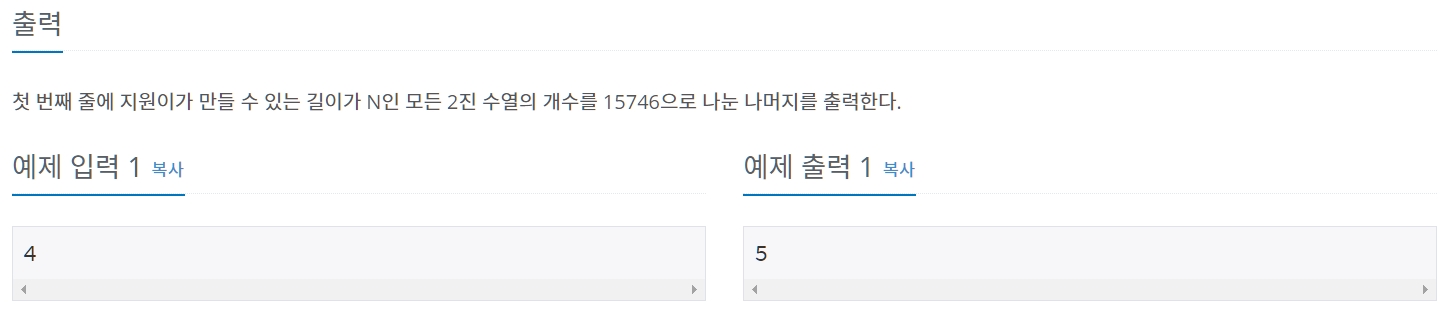 출력
첫 번째 줄에 지원이가 만들 수 있는 길이가 N인 모든 2진 수열의 개수를 15746으로 나눈 나머지를 출력한다.
예제 입력 1 복사
4
예제 출력 1 복사
5